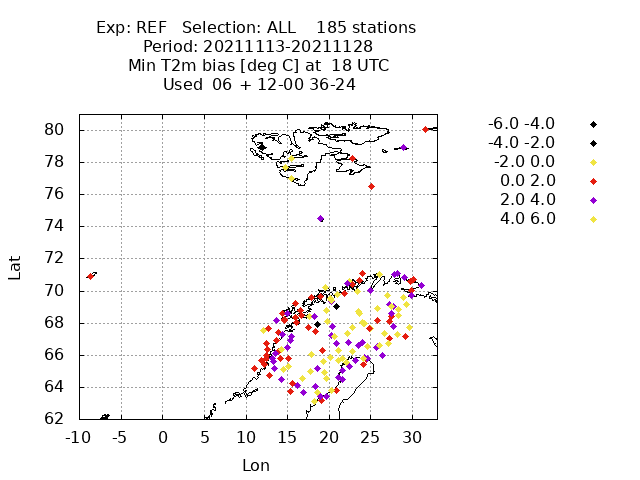 Exp: REF   Selection: ALL    185 stations
Period: 20211113-20211128
Min T2m bias [deg C] at  18 UTC
Used  06 + 12-00 36-24
-6.0 -4.0
-4.0 -2.0
-2.0 0.0
0.0 2.0
2.0 4.0
4.0 6.0
80
78
76
74
72
70
68
66
64
62
Lat
-10 -5 0 5 10 15 20 25 30
Lon